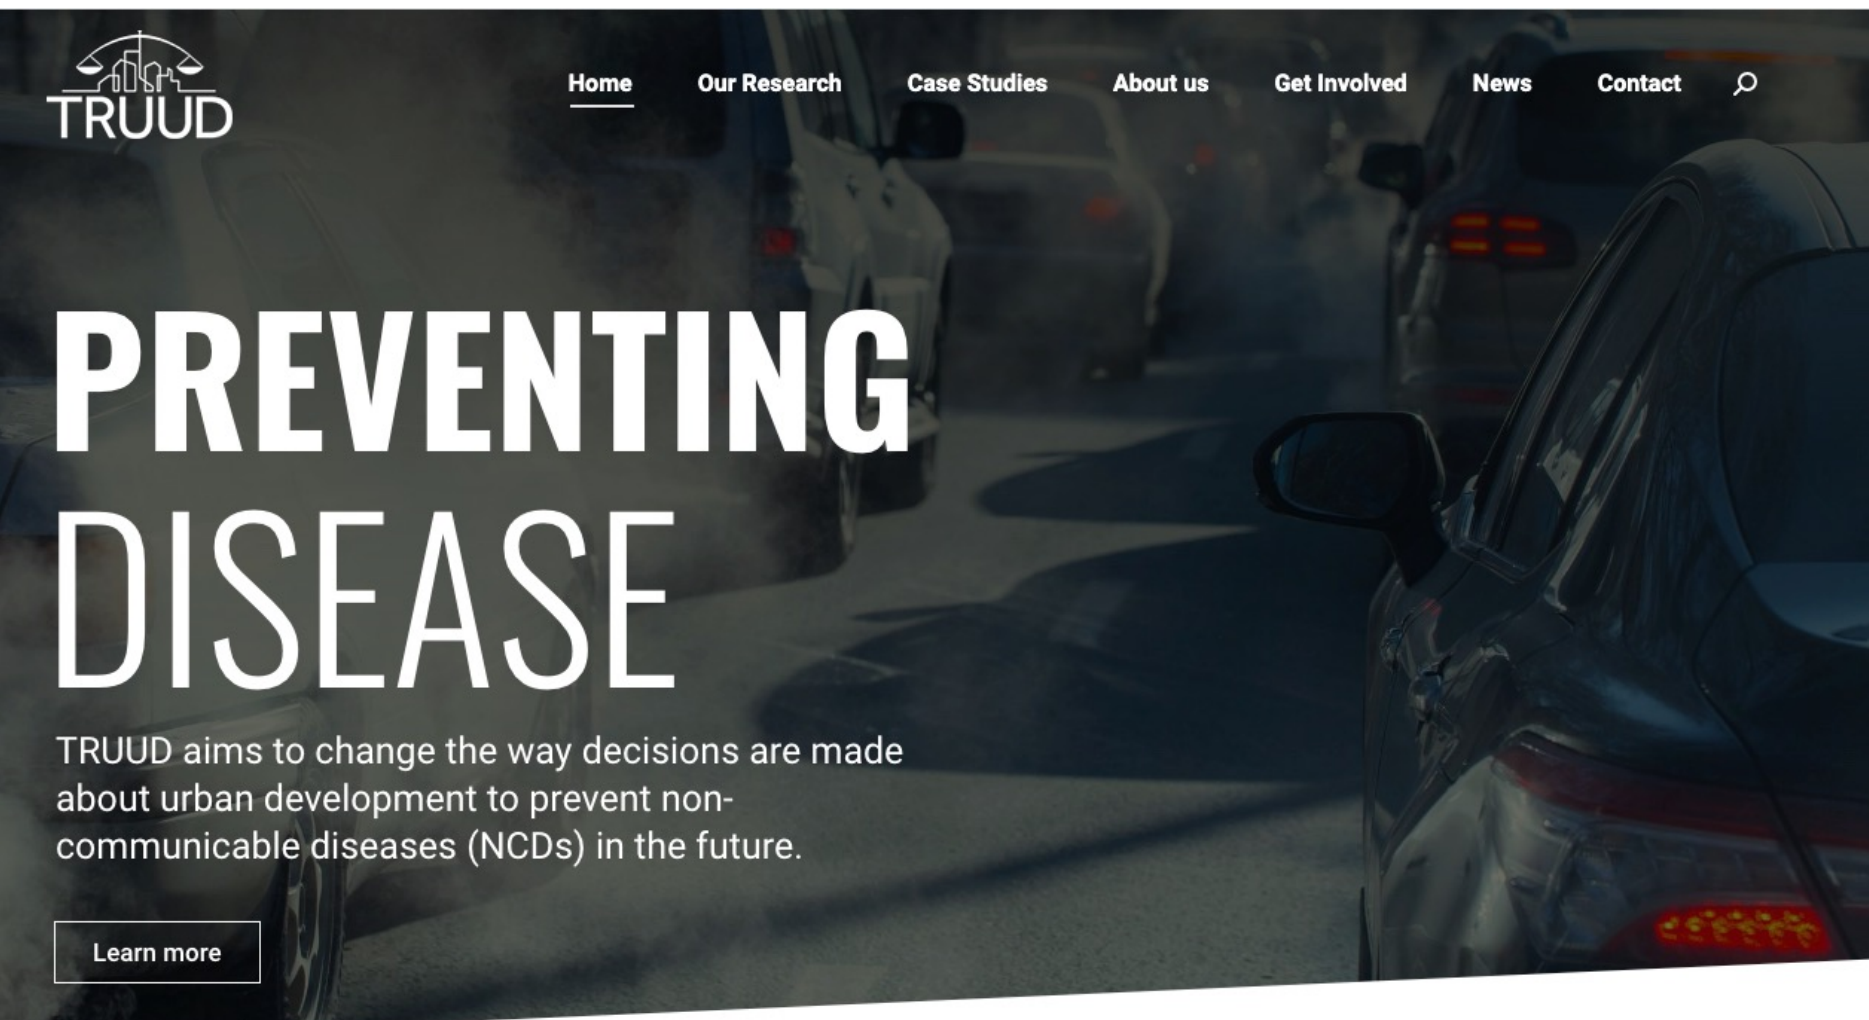 TRUUD
Home Our Research Case Studies About us Get Involved News Contact
PREVENTING
DISEASE
TRUUD aims to change the way decisions are made
about urban development to prevent non-
communicable diseases (NCDs) in the future.
Learn more